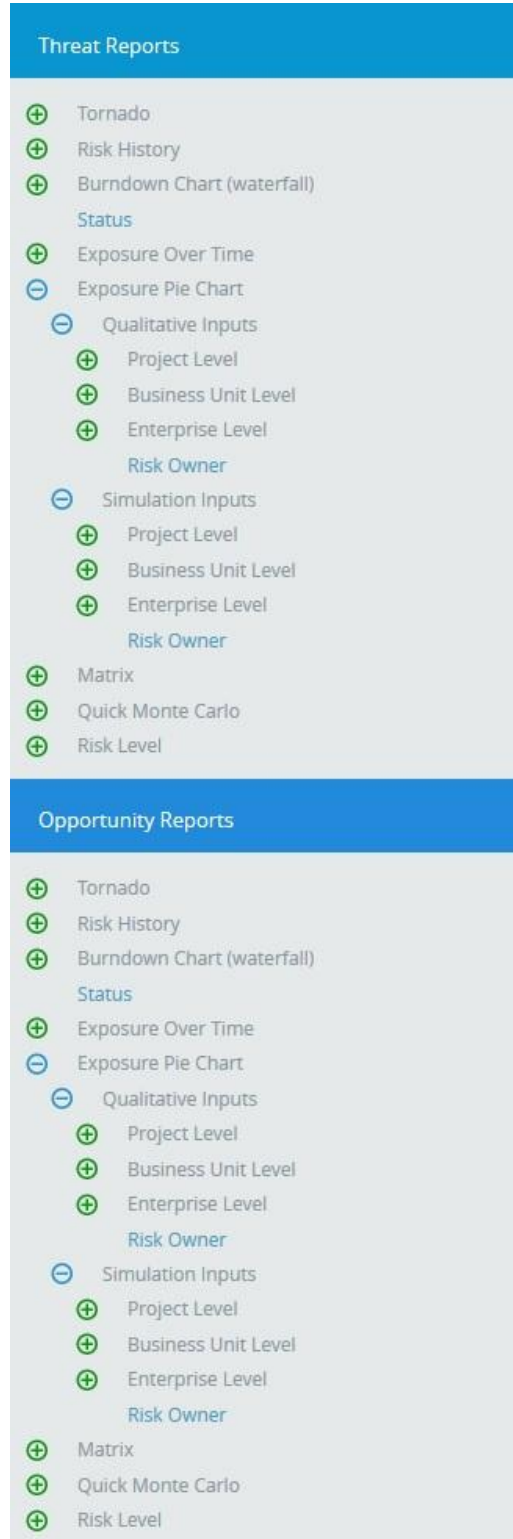 Threat Reports
Tornado
Risk History
Burndown Chart (waterfall)
Status
Exposure Over Time
Exposure Pie Chart
Qualitative Inputs
Project Level
Business Unit Level
Enterprise Level
Risk Owner
Simulation Inputs
Project Level
Business Unit Level
Enterprise Level
Risk Owner
Matrix
Quick Monte Carlo
Risk Level
Opportunity Reports
Tornado
Risk History
Burndown Chart (waterfall)
Status
Exposure Over Time
Exposure Pie Chart
Qualitative Inputs
Project Level
Business Unit Level
Enterprise Level
Risk Owner
Simulation Inputs
Project Level
Business Unit Level
Enterprise Level
Risk Owner
Matrix
Quick Monte Carlo
Risk Level